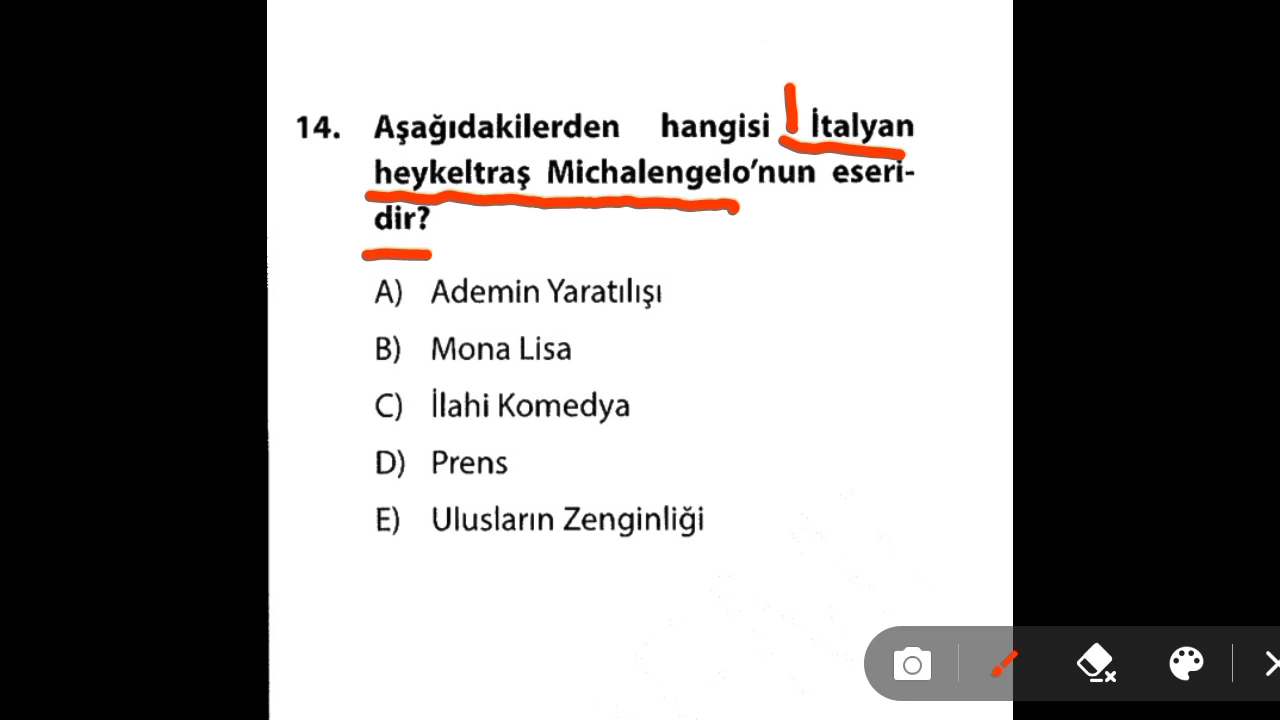 14. Aşağıdakilerden hangisi İtalyan
heykeltraş Michalengelo’nun eseri-
dir?
A) Ademin Yaratılışı
B) Mona Lisa
C) İlahi Komedya
D) Prens
E) Ulusların Zenginliği